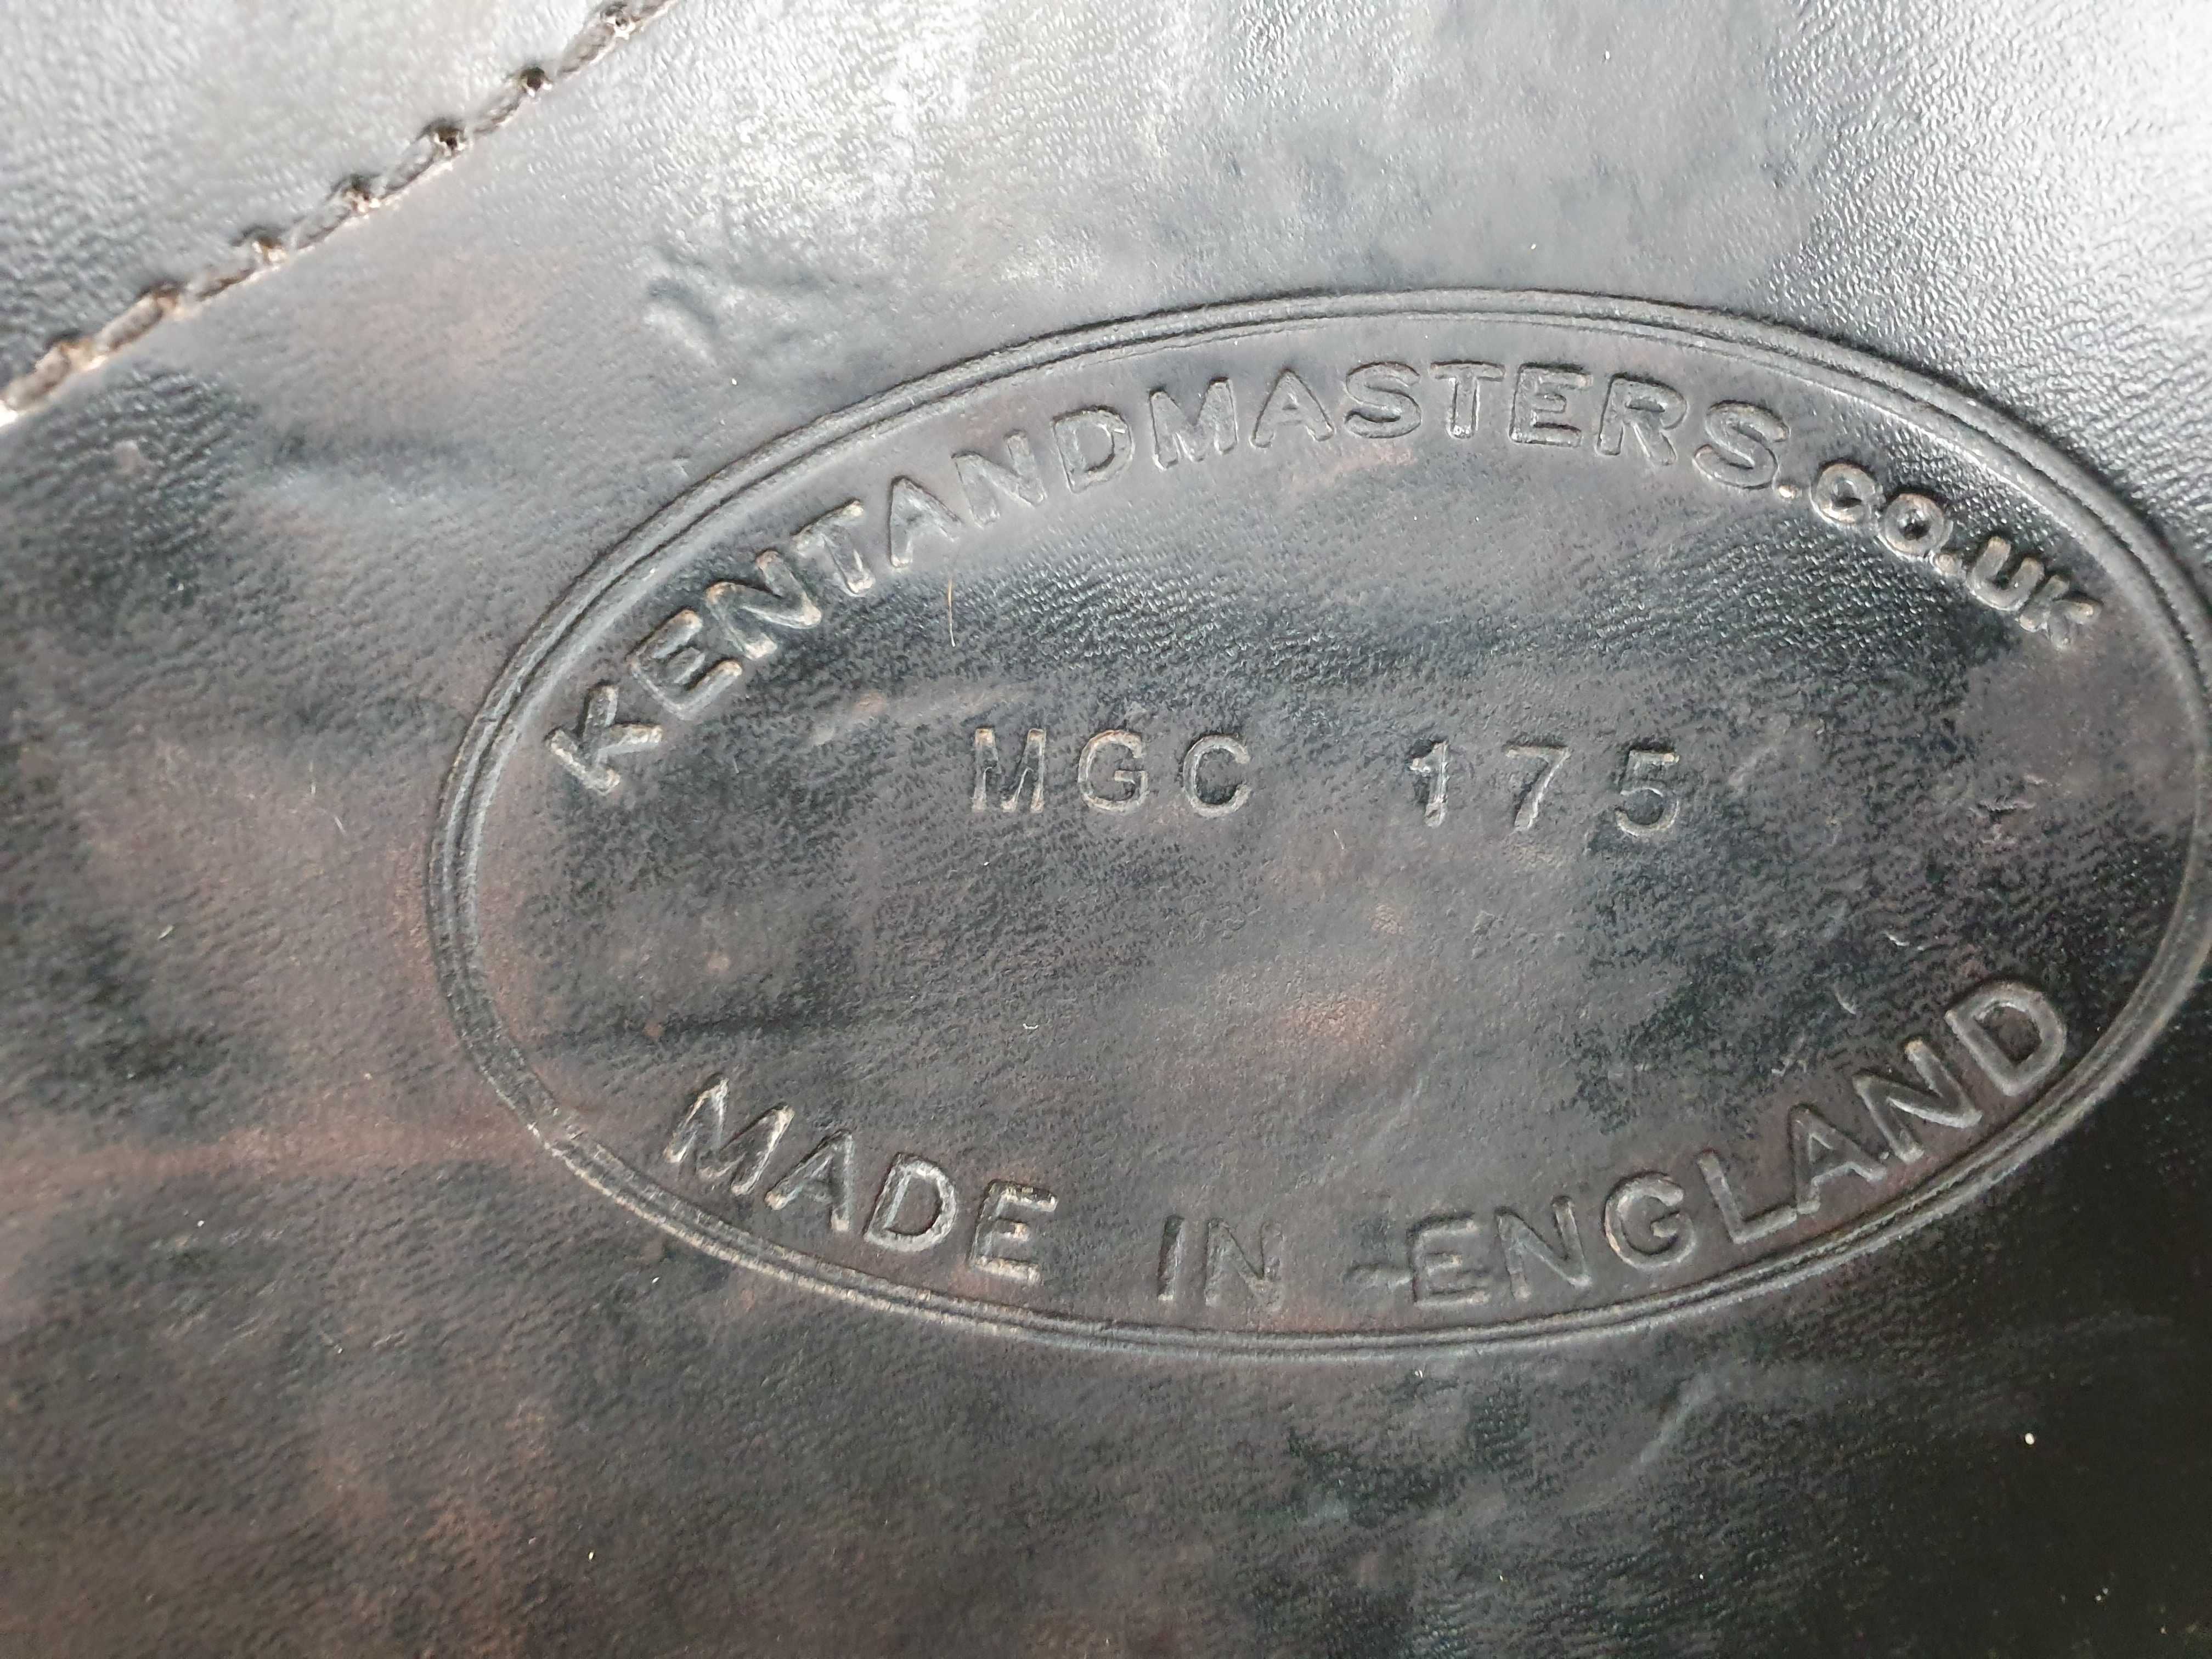 KENTANDMASTERS.CO.UK
MGC 175
MADE IN ENGLAND